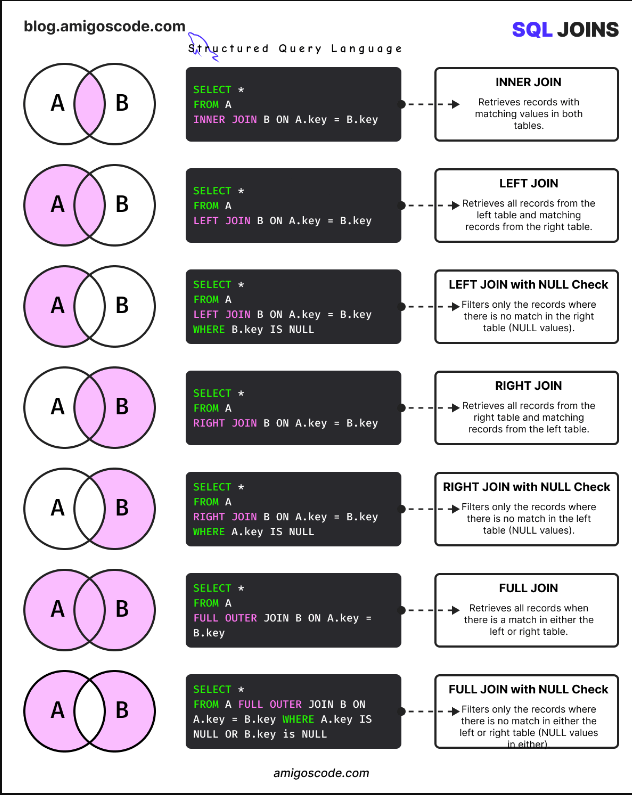 blog.amigoscode.com
SQL JOINS
Structured Query Language
A B
SELECT *
FROM A
INNER JOIN B ON A.key = B.key
INNER JOIN
Retrieves records with
matching values in both
tables.
A B
SELECT *
FROM A
LEFT JOIN B ON A.key = B.key
LEFT JOIN
Retrieves all records from the
left table and matching
records from the right table.
A B
SELECT *
FROM A
LEFT JOIN B ON A.key = B.key
WHERE B.key IS NULL
LEFT JOIN with NULL Check
Filters only the records where
there is no match in the right
table (NULL values).
A B
SELECT *
FROM A
RIGHT JOIN B ON A.key = B.key
RIGHT JOIN
Retrieves all records from the
right table and matching
records from the left table.
A B
SELECT *
FROM A
RIGHT JOIN B ON A.key = B.key
WHERE A.key IS NULL
RIGHT JOIN with NULL Check
Filters only the records where
there is no match in the left
table (NULL values).
A B
SELECT *
FROM A
FULL OUTER JOIN B ON A.key =
B.key
FULL JOIN
Retrieves all records when
there is a match in either the
left or right table.
A B
SELECT *
FROM A FULL OUTER JOIN B ON
A.key = B.key WHERE A.key IS
NULL OR B.key is NULL
FULL JOIN with NULL Check
Filters only the records where
there is no match in either the
left or right table (NULL values
in either).
amigoscode.com